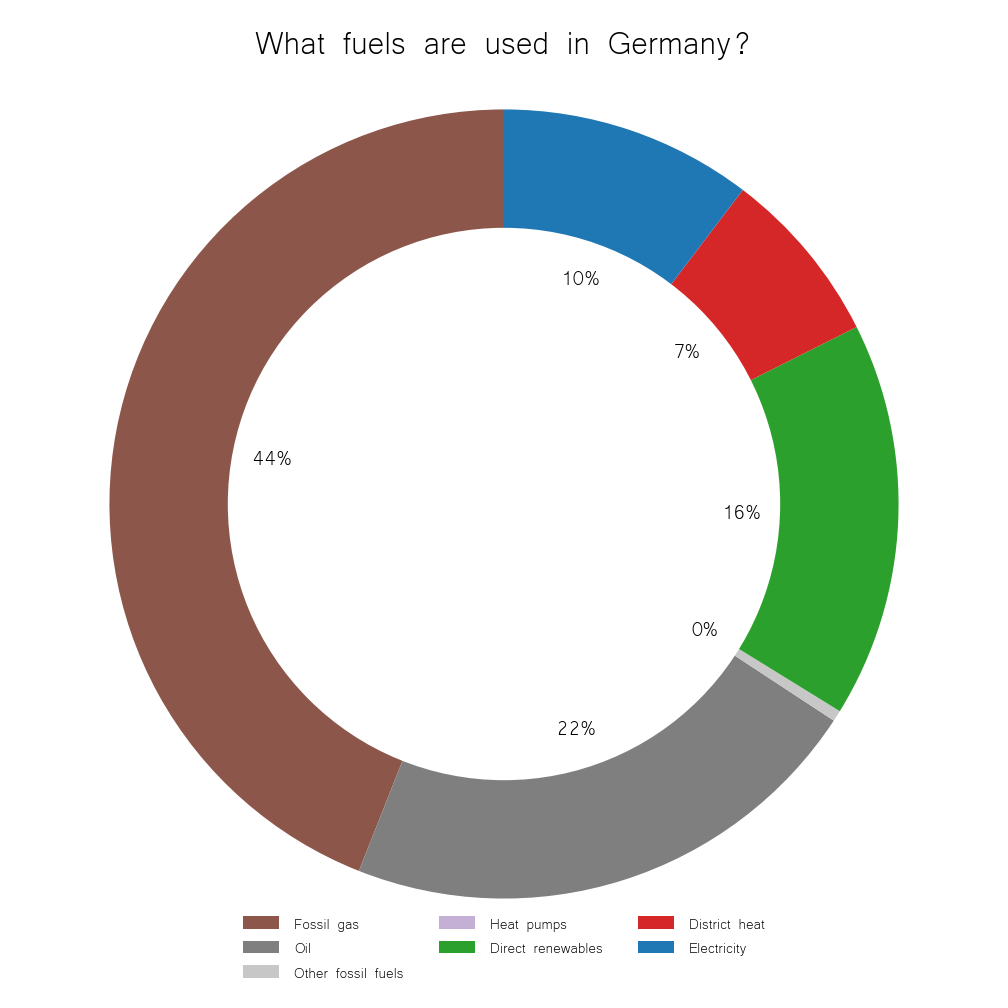 What fuels are used in Germany?
10%
7%
44%
16%
0%
22%
Fossil gas
Heat pumps
District heat
Oil
Direct renewables
Electricity
Other fossil fuels